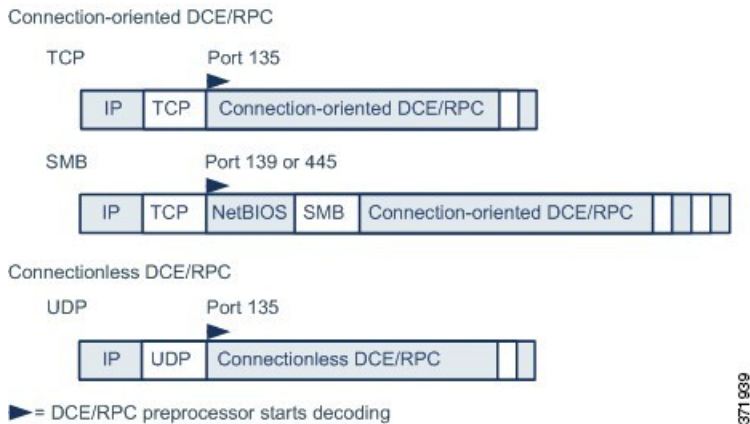 Connection-oriented DCE/RPC
TCP Port 135
IP TCP Connection-oriented DCE/RPC
SMB Port 139 or 445
IP TCP NetBIOS SMB Connection-oriented DCE/RPC
Connectionless DCE/RPC
UDP Port 135
IP UDP Connectionless DCE/RPC
= DCE/RPC preprocessor starts decoding
371939